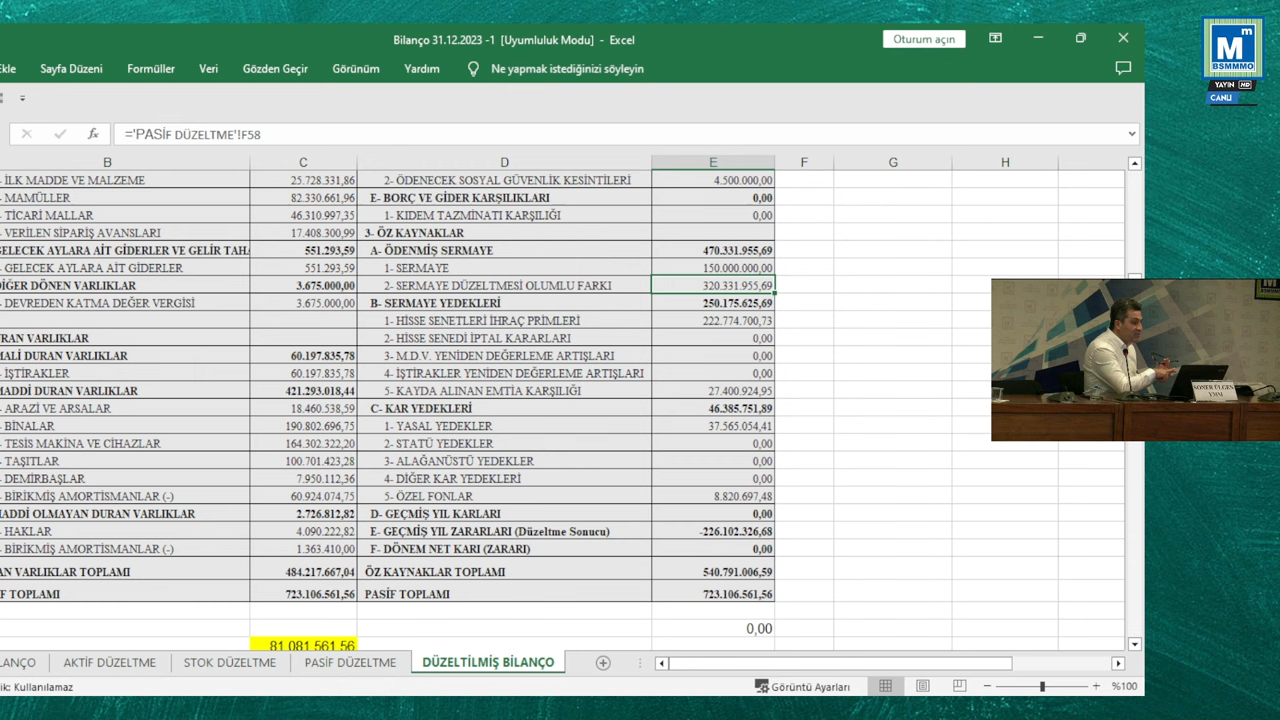 Bilanço 31.12.2023 -1 [Uyumluluk Modu] - Excel
Oturum açın
Ekle Sayfa Düzeni Formüller Veri Gözden Geçir Görünüm Yardım Ne yapmak istediğinizi söyleyin
fx ='PASİF DÜZELTME'!F58
B C D E F G H
- İLK MADDE VE MALZEME 25.728.331,86 2- ÖDENECEK SOSYAL GÜVENLİK KESİNTİLERİ 4.500.000,00
- MAMÜLLER 82.330.661,96 E- BORÇ VE GİDER KARŞILIKLARI 0,00
- TİCARİ MALLAR 46.310.997,35 1- KIDEM TAZMİNATI KARŞILIĞI 0,00
- VERİLEN SİPARİŞ AVANSLARI 17.408.300,99 3- ÖZ KAYNAKLAR
GELECEK AYLARA AİT GİDERLER VE GELİR TAHA 551.293,59 A- ÖDENMİŞ SERMAYE 470.331.955,69
- GELECEK AYLARA AİT GİDERLER 551.293,59 1- SERMAYE 150.000.000,00
DİĞER DÖNEN VARLIKLAR 3.675.000,00 2- SERMAYE DÜZELTMESİ OLUMLU FARKI 320.331.955,69
- DEVREDEN KATMA DEĞER VERGİSİ 3.675.000,00 B- SERMAYE YEDEKLERİ 250.175.625,69
1- HİSSE SENETLERİ İHRAÇ PRİMLERİ 222.774.700,73
URAN VARLIKLAR 2- HİSSE SENEDİ İPTAL KARARLARI 0,00
MALİ DURAN VARLIKLAR 60.197.835,78 3- M.D.V. YENİDEN DEĞERLEME ARTIŞLARI 0,00
- İŞTİRAKLER 60.197.835,78 4- İŞTİRAKLER YENİDEN DEĞERLEME ARTIŞLARI 0,00
MADDİ DURAN VARLIKLAR 421.293.018,44 5- KAYDA ALINAN EMTİA KARŞILIĞI 27.400.924,95
- ARAZİ VE ARSALAR 18.460.538,59 C- KAR YEDEKLERİ 46.385.751,89
- BİNALAR 190.802.696,75 1- YASAL YEDEKLER 37.565.054,41
- TESİS MAKİNA VE CİHAZLAR 164.302.322,20 2- STATÜ YEDEKLER 0,00
- TAŞITLAR 100.701.423,28 3- ALAĞANÜSTÜ YEDEKLER 0,00
- DEMİRBAŞLAR 7.950.112,36 4- DİĞER KAR YEDEKLERİ 0,00
- BİRİKMİŞ AMORTİSMANLAR (-) 60.924.074,75 5- ÖZEL FONLAR 8.820.697,48
MADDİ OLMAYAN DURAN VARLIKLAR 2.726.812,82 D- GEÇMİŞ YIL KARLARI 0,00
- HAKLAR 4.090.222,82 E- GEÇMİŞ YIL ZARARLARI (Düzeltme Sonucu) -226.102.326,68
- BİRİKMİŞ AMORTİSMANLAR (-) 1.363.410,00 F- DÖNEM NET KARI (ZARARI) 0,00
AN VARLIKLAR TOPLAMI 484.217.667,04 ÖZ KAYNAKLAR TOPLAMI 540.791.006,59
F TOPLAMI 723.106.561,56 PASİF TOPLAMI 723.106.561,56
0,00
81.081.561,56
LANÇO AKTİF DÜZELTME STOK DÜZELTME PASİF DÜZELTME DÜZELTİLMİŞ BİLANÇO
lik: Kullanılamaz Görüntü Ayarları %100
Mm
BSMMMO
YAYIN HD
CANLI
SONER ÜLGEN
YMM